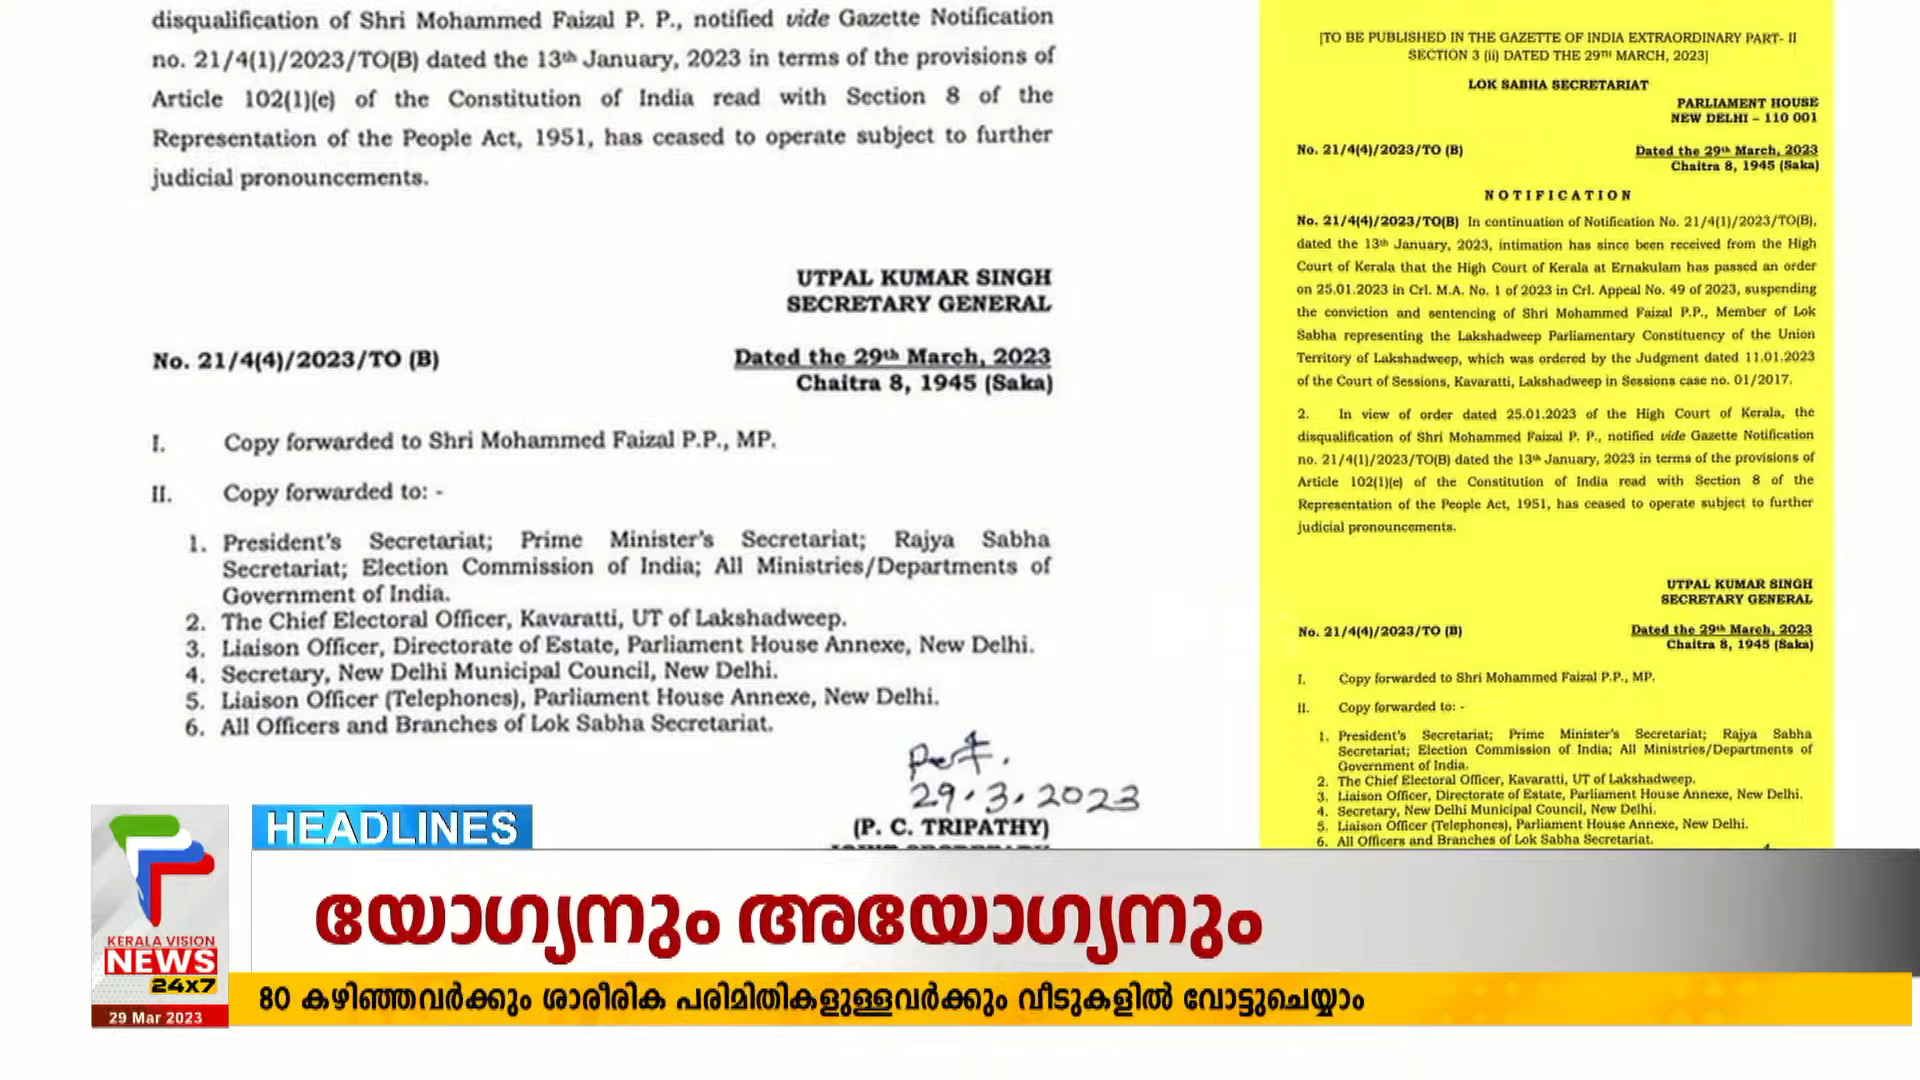 disqualification of Shri Mohammed Faizal P. P., notified vide Gazette Notification
no. 21/4(1)/2023/TO(B) dated the 13th January, 2023 in terms of the provisions of
Article 102(1)(e) of the Constitution of India read with Section 8 of the
Representation of the People Act, 1951, has ceased to operate subject to further
judicial pronouncements.
UTPAL KUMAR SINGH
SECRETARY GENERAL
No. 21/4(4)/2023/TO (B)
Dated the 29th March, 2023
Chaitra 8, 1945 (Saka)
I. Copy forwarded to Shri Mohammed Faizal P.P., MP.
II. Copy forwarded to: -
1. President's Secretariat; Prime Minister's Secretariat; Rajya Sabha
Secretariat; Election Commission of India; All Ministries/Departments of
Government of India.
2. The Chief Electoral Officer, Kavaratti, UT of Lakshadweep.
3. Liaison Officer, Directorate of Estate, Parliament House Annexe, New Delhi.
4. Secretary, New Delhi Municipal Council, New Delhi.
5. Liaison Officer (Telephones), Parliament House Annexe, New Delhi.
6. All Officers and Branches of Lok Sabha Secretariat.
29.3.2023
(P. C. TRIPATHY)
[TO BE PUBLISHED IN THE GAZETTE OF INDIA EXTRAORDINARY PART- II
SECTION 3 (ii) DATED THE 29TH MARCH, 2023]
LOK SABHA SECRETARIAT
PARLIAMENT HOUSE
NEW DELHI – 110 001
No. 21/4(4)/2023/TO (B)
Dated the 29th March, 2023
Chaitra 8, 1945 (Saka)
NOTIFICATION
No. 21/4(4)/2023/TO(B) In continuation of Notification No. 21/4(1)/2023/TO(B),
dated the 13th January, 2023, intimation has since been received from the High
Court of Kerala that the High Court of Kerala at Ernakulam has passed an order
on 25.01.2023 in Crl. M.A. No. 1 of 2023 in Crl. Appeal No. 49 of 2023, suspending
the conviction and sentencing of Shri Mohammed Faizal P.P., Member of Lok
Sabha representing the Lakshadweep Parliamentary Constituency of the Union
Territory of Lakshadweep, which was ordered by the Judgment dated 11.01.2023
of the Court of Sessions, Kavaratti, Lakshadweep in Sessions case no. 01/2017.
2. In view of order dated 25.01.2023 of the High Court of Kerala, the
disqualification of Shri Mohammed Faizal P. P., notified vide Gazette Notification
no. 21/4(1)/2023/TO(B) dated the 13th January, 2023 in terms of the provisions of
Article 102(1)(e) of the Constitution of India read with Section 8 of the
Representation of the People Act, 1951, has ceased to operate subject to further
judicial pronouncements.
UTPAL KUMAR SINGH
SECRETARY GENERAL
No. 21/4(4)/2023/TO (B)
Dated the 29th March, 2023
Chaitra 8, 1945 (Saka)
I. Copy forwarded to Shri Mohammed Faizal P.P., MP.
II. Copy forwarded to: -
1. President's Secretariat; Prime Minister's Secretariat; Rajya Sabha
Secretariat; Election Commission of India; All Ministries/Departments of
Government of India.
2. The Chief Electoral Officer, Kavaratti, UT of Lakshadweep.
3. Liaison Officer, Directorate of Estate, Parliament House Annexe, New Delhi.
4. Secretary, New Delhi Municipal Council, New Delhi.
5. Liaison Officer (Telephones), Parliament House Annexe, New Delhi.
6. All Officers and Branches of Lok Sabha Secretariat.
HEADLINES
യോഗ്യനും അയോഗ്യനും
KERALA VISION
NEWS
24x7
29 Mar 2023
80 കഴിഞ്ഞവർക്കും ശാരീരിക പരിമിതികളുള്ളവർക്കും വീടുകളിൽ വോട്ടുചെയ്യാം